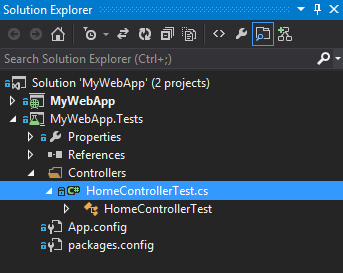 Solution Explorer
Search Solution Explorer (Ctrl+;)
Solution 'MyWebApp' (2 projects)
MyWebApp
MyWebApp.Tests
Properties
References
Controllers
C# HomeControllerTest.cs
HomeControllerTest
App.config
packages.config